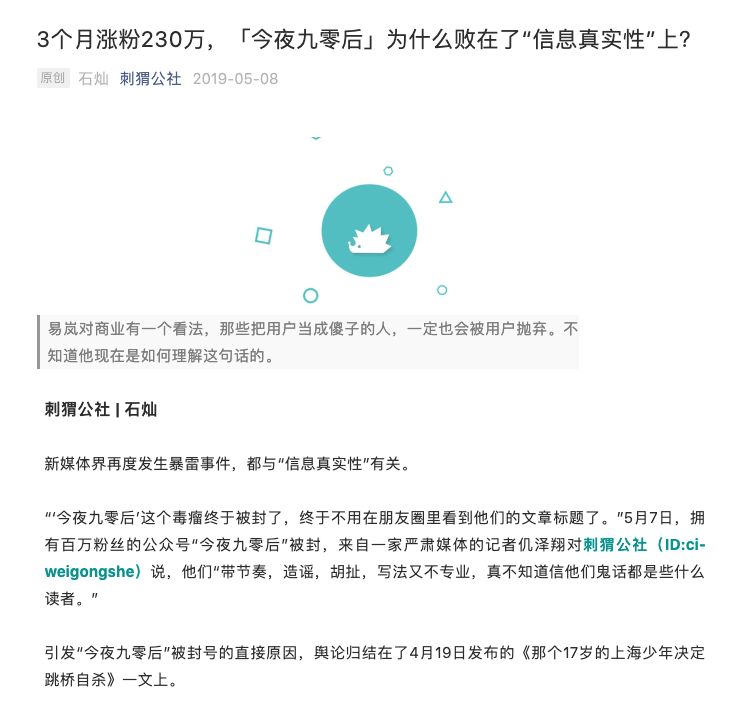 3个月涨粉230万，「今夜九零后」为什么败在了“信息真实性”上?
原创 石灿 刺猬公社 2019-05-08
易岚对商业有一个看法，那些把用户当成傻子的人，一定也会被用户抛弃。不
知道他现在是如何理解这句话的。
刺猬公社 | 石灿
新媒体界再度发生暴雷事件，都与“信息真实性”有关。
“‘今夜九零后’这个毒瘤终于被封了，终于不用在朋友圈里看到他们的文章标题了。”5月7日，拥
有百万粉丝的公众号“今夜九零后”被封，来自一家严肃媒体的记者仉泽翔对刺猬公社（ID:ci-
weigongshe）说，他们“带节奏，造谣，胡扯，写法又不专业，真不知道信他们鬼话都是些什么
读者。”
引发“今夜九零后”被封号的直接原因，舆论归结在了4月19日发布的《那个17岁的上海少年决定
跳桥自杀》一文上。